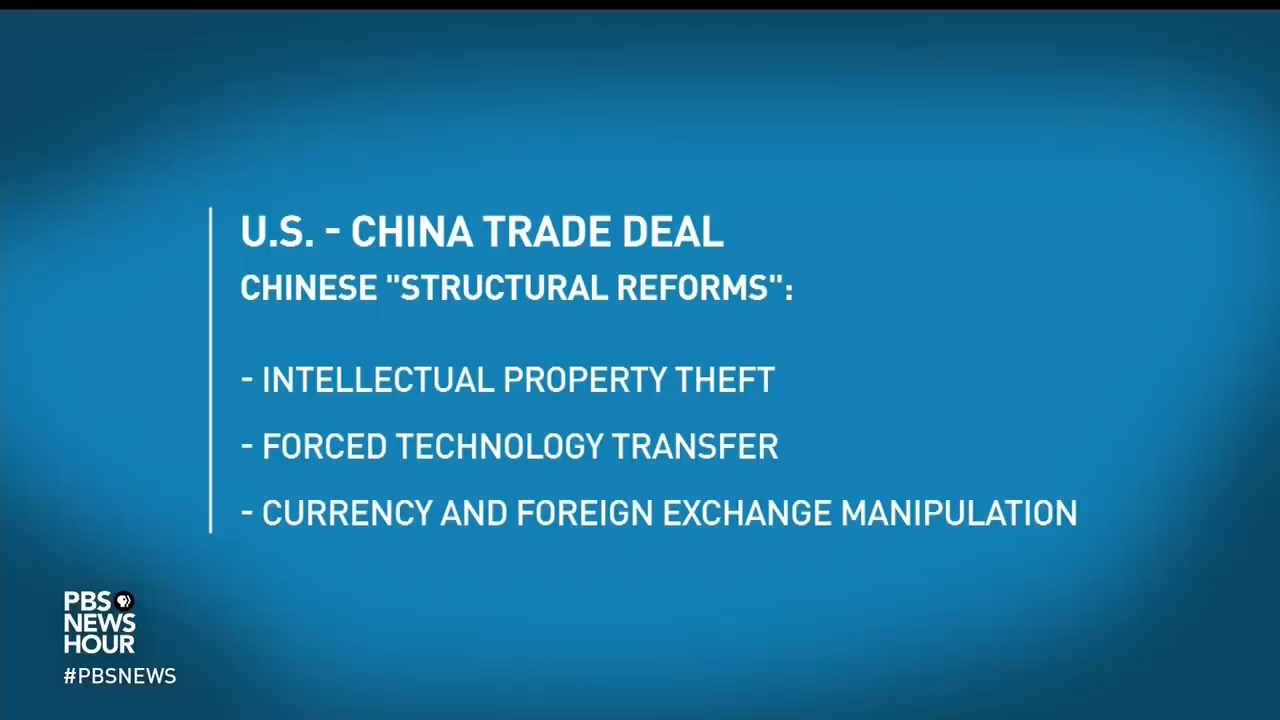 U.S. - CHINA TRADE DEAL
CHINESE "STRUCTURAL REFORMS":
- INTELLECTUAL PROPERTY THEFT
- FORCED TECHNOLOGY TRANSFER
- CURRENCY AND FOREIGN EXCHANGE MANIPULATION
PBS
NEWS
HOUR
#PBSNEWS